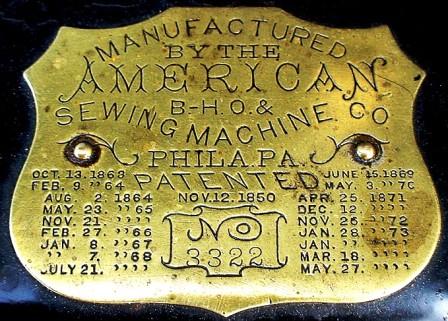 MANUFACTURED
BY THE
AMERICAN
B-H.O. &
SEWING MACHINE CO
PHILA. PA.
PATENTED
NOV. 12. 1850
OCT. 13. 1863
FEB. 9. ,, ,, 64
AUG. 2. 1864
MAY. 23. ,, ,, 65
NOV. 21. ,, ,, ,, ,,
FEB. 27. ,, ,, 66
JAN. 8. ,, ,, 67
,, 7. ,, ,, 68
JULY 21. ,, ,, ,,
JUNE 15. 1869
MAY. 3. ,, ,, 70
APR. 25. 1871
DEC. 12. ,, ,, ,,
NOV. 26. ,, ,, 72
JAN. 28. ,, ,, 73
JAN. ,, ,, ,, ,,
MAR. 18. ,, ,, ,, ,,
MAY. 27. ,, ,, ,, ,,
NO
3322